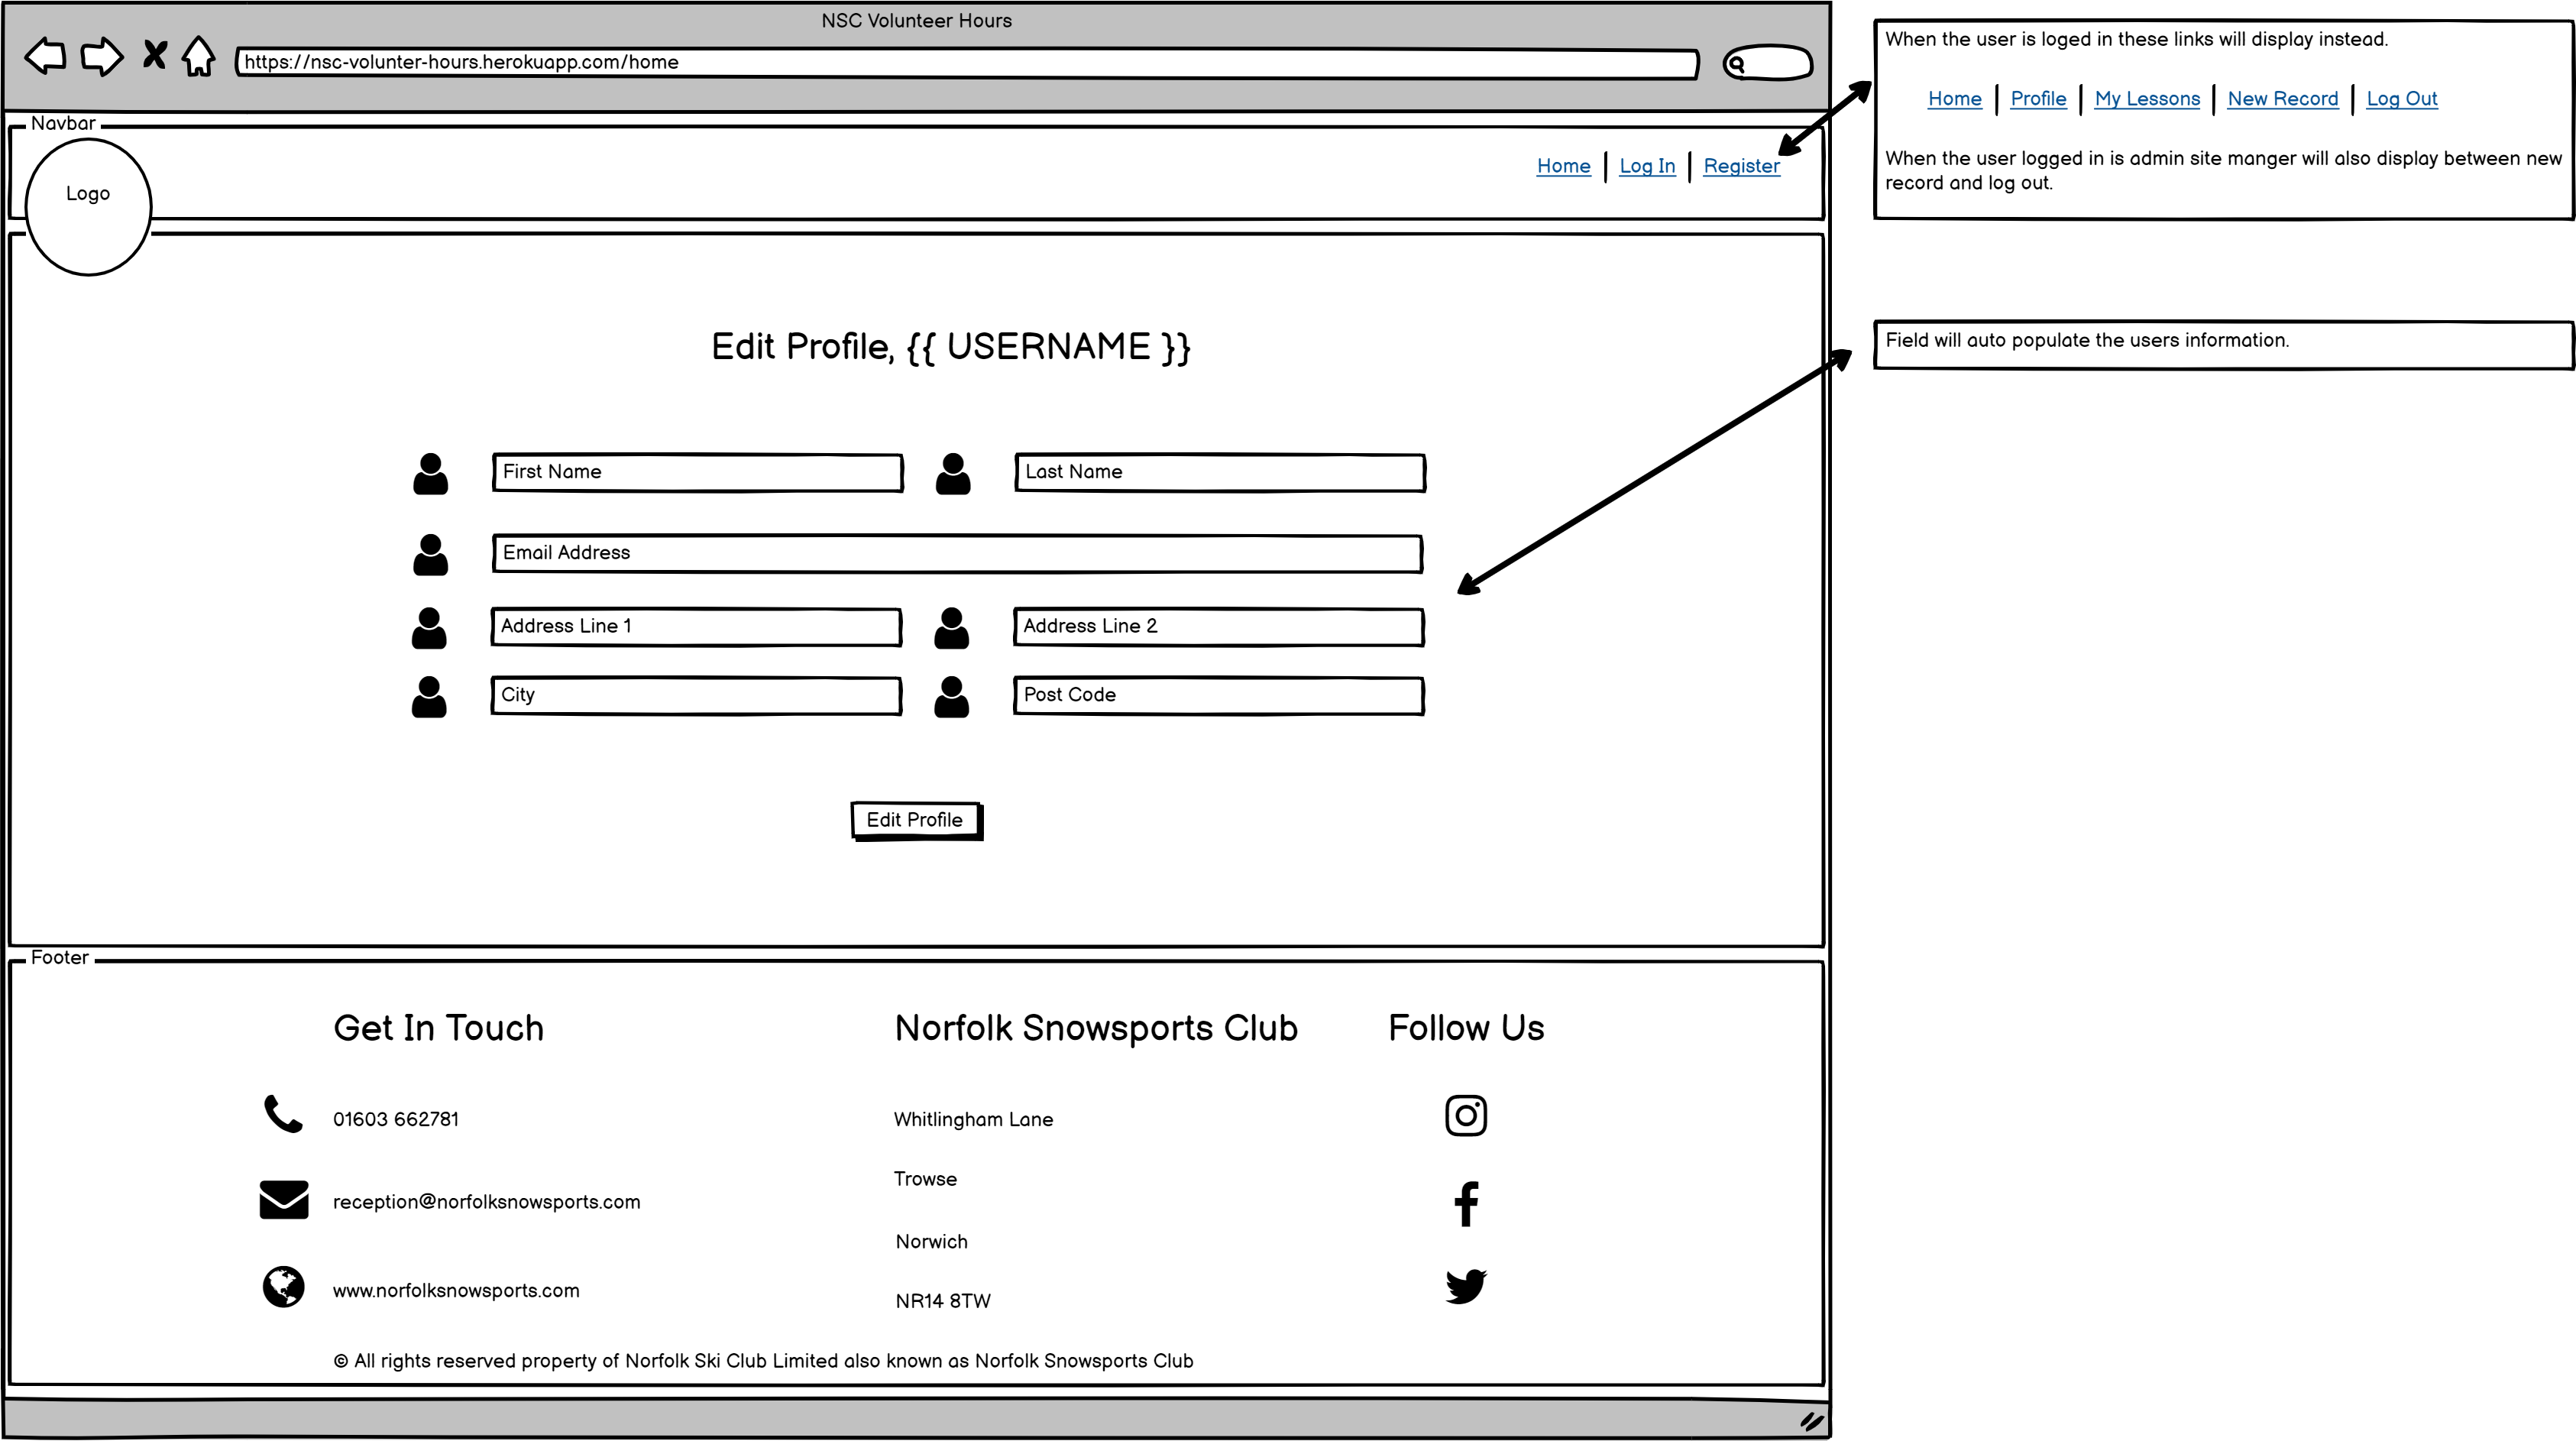 NSC Volunteer Hours
https://nsc-volunter-hours.herokuapp.com/home
Navbar
Logo
Home
Log In
Register
When the user is loged in these links will display instead.
Home
Profile
My Lessons
New Record
Log Out
When the user logged in is admin site manger will also display between new
record and log out.
Edit Profile, {{ USERNAME }}
Field will auto populate the users information.
First Name
Last Name
Email Address
Address Line 1
Address Line 2
City
Post Code
Edit Profile
Footer
Get In Touch
01603 662781
reception@norfolksnowsports.com
www.norfolksnowsports.com
Norfolk Snowsports Club
Whitlingham Lane
Trowse
Norwich
NR14 8TW
Follow Us
© All rights reserved property of Norfolk Ski Club Limited also known as Norfolk Snowsports Club